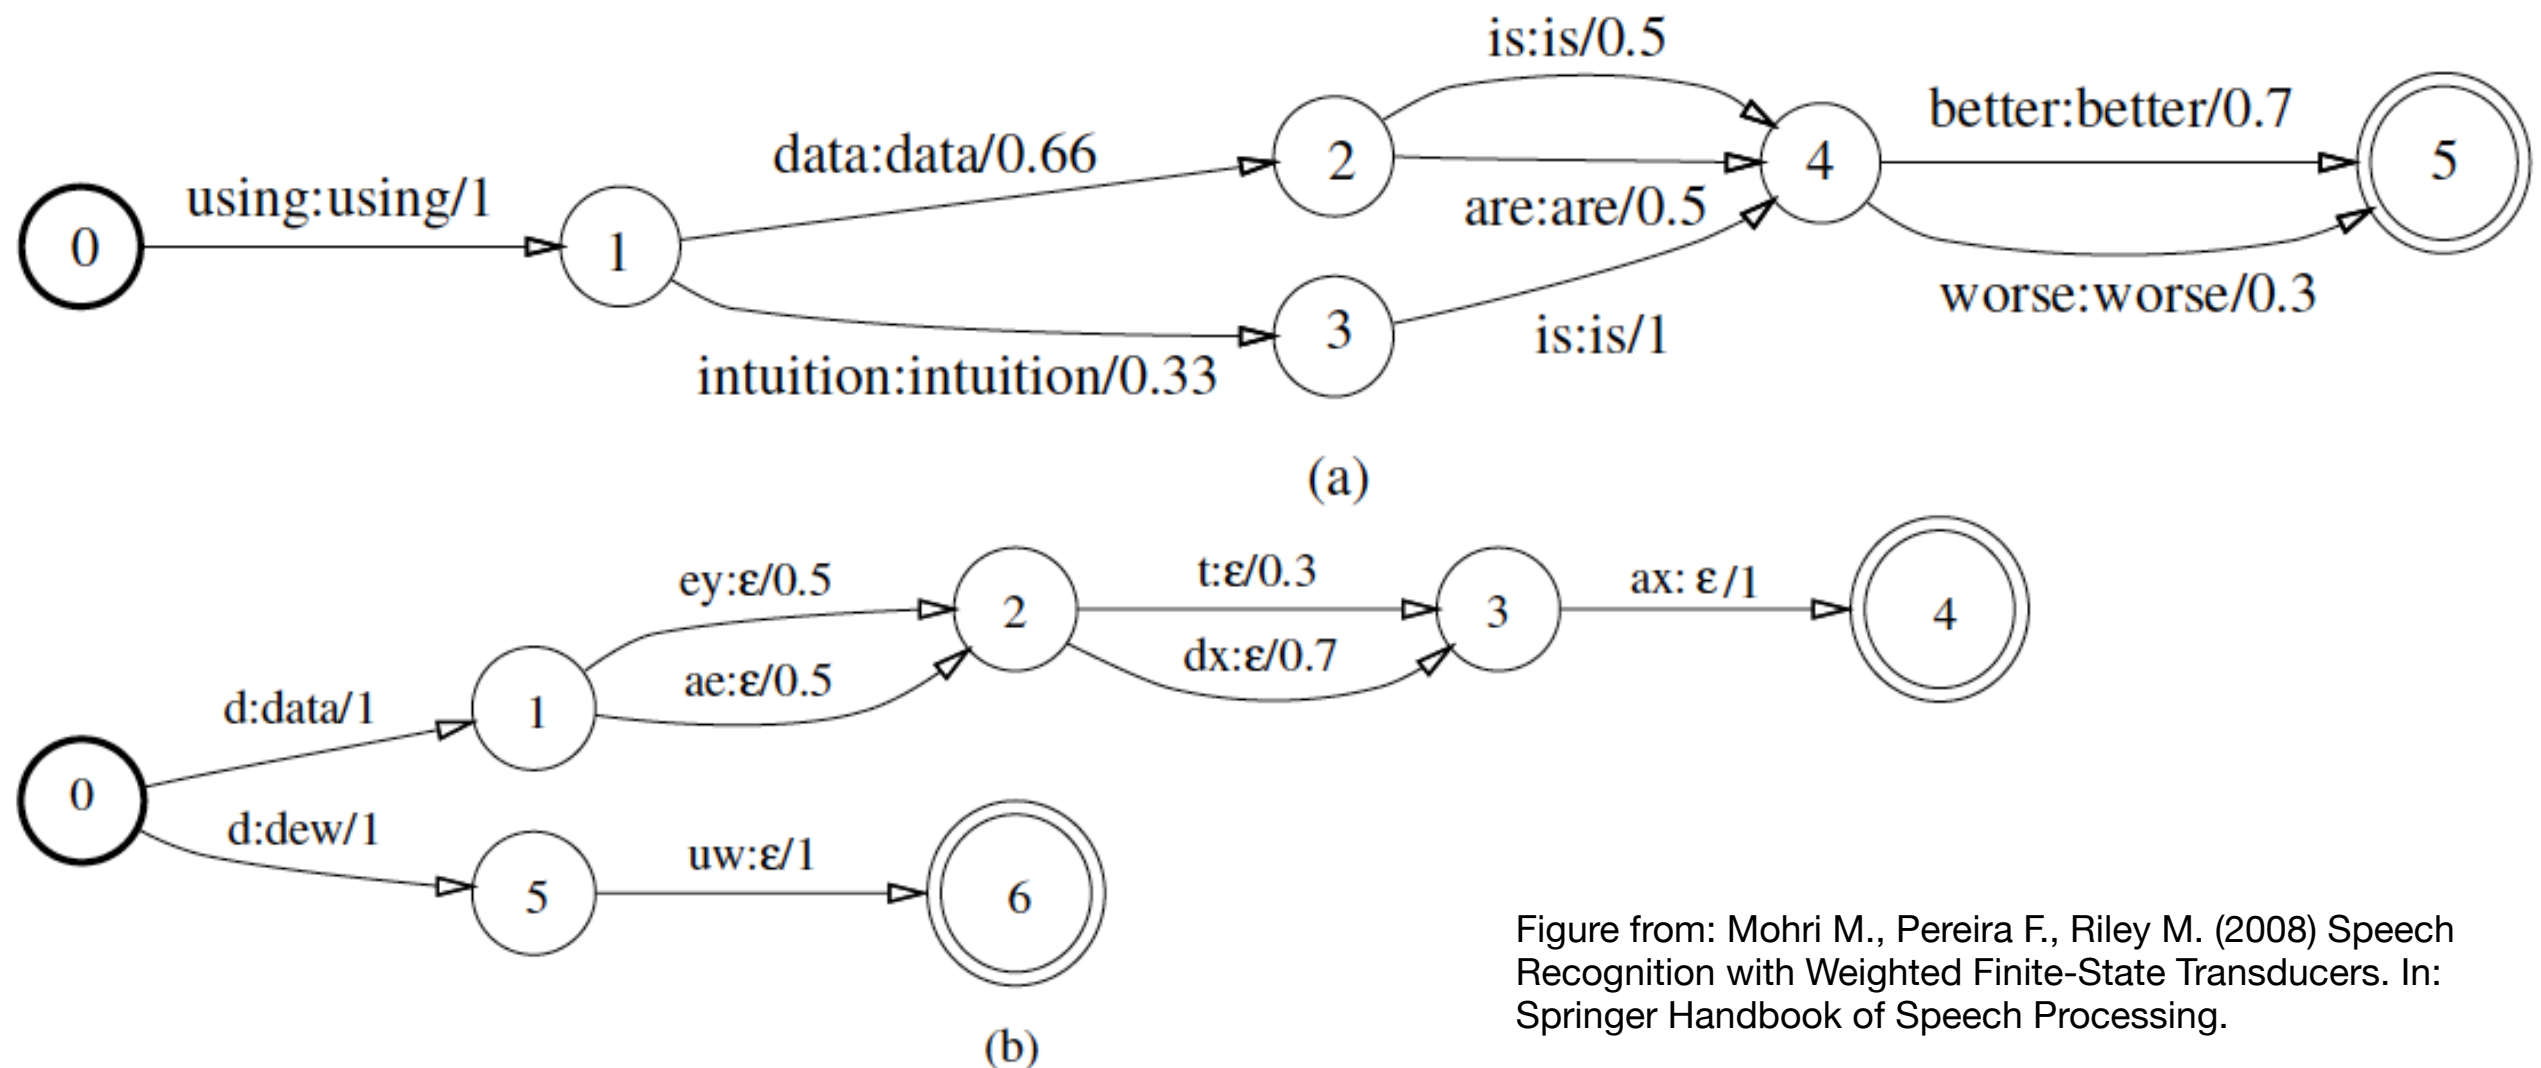 is:is/0.5
better:better/0.7
data:data/0.66
2
4
5
using:using/1
are:are/0.5
0
1
worse:worse/0.3
3
is:is/1
intuition:intuition/0.33
(a)
ey:ε/0.5
t:ε/0.3
ax: ε/1
2
3
4
dx:ε/0.7
ae:ε/0.5
d:data/1
1
0
d:dew/1
uw:ε/1
5
6
Figure from: Mohri M., Pereira F., Riley M. (2008) Speech
Recognition with Weighted Finite-State Transducers. In:
Springer Handbook of Speech Processing.
(b)